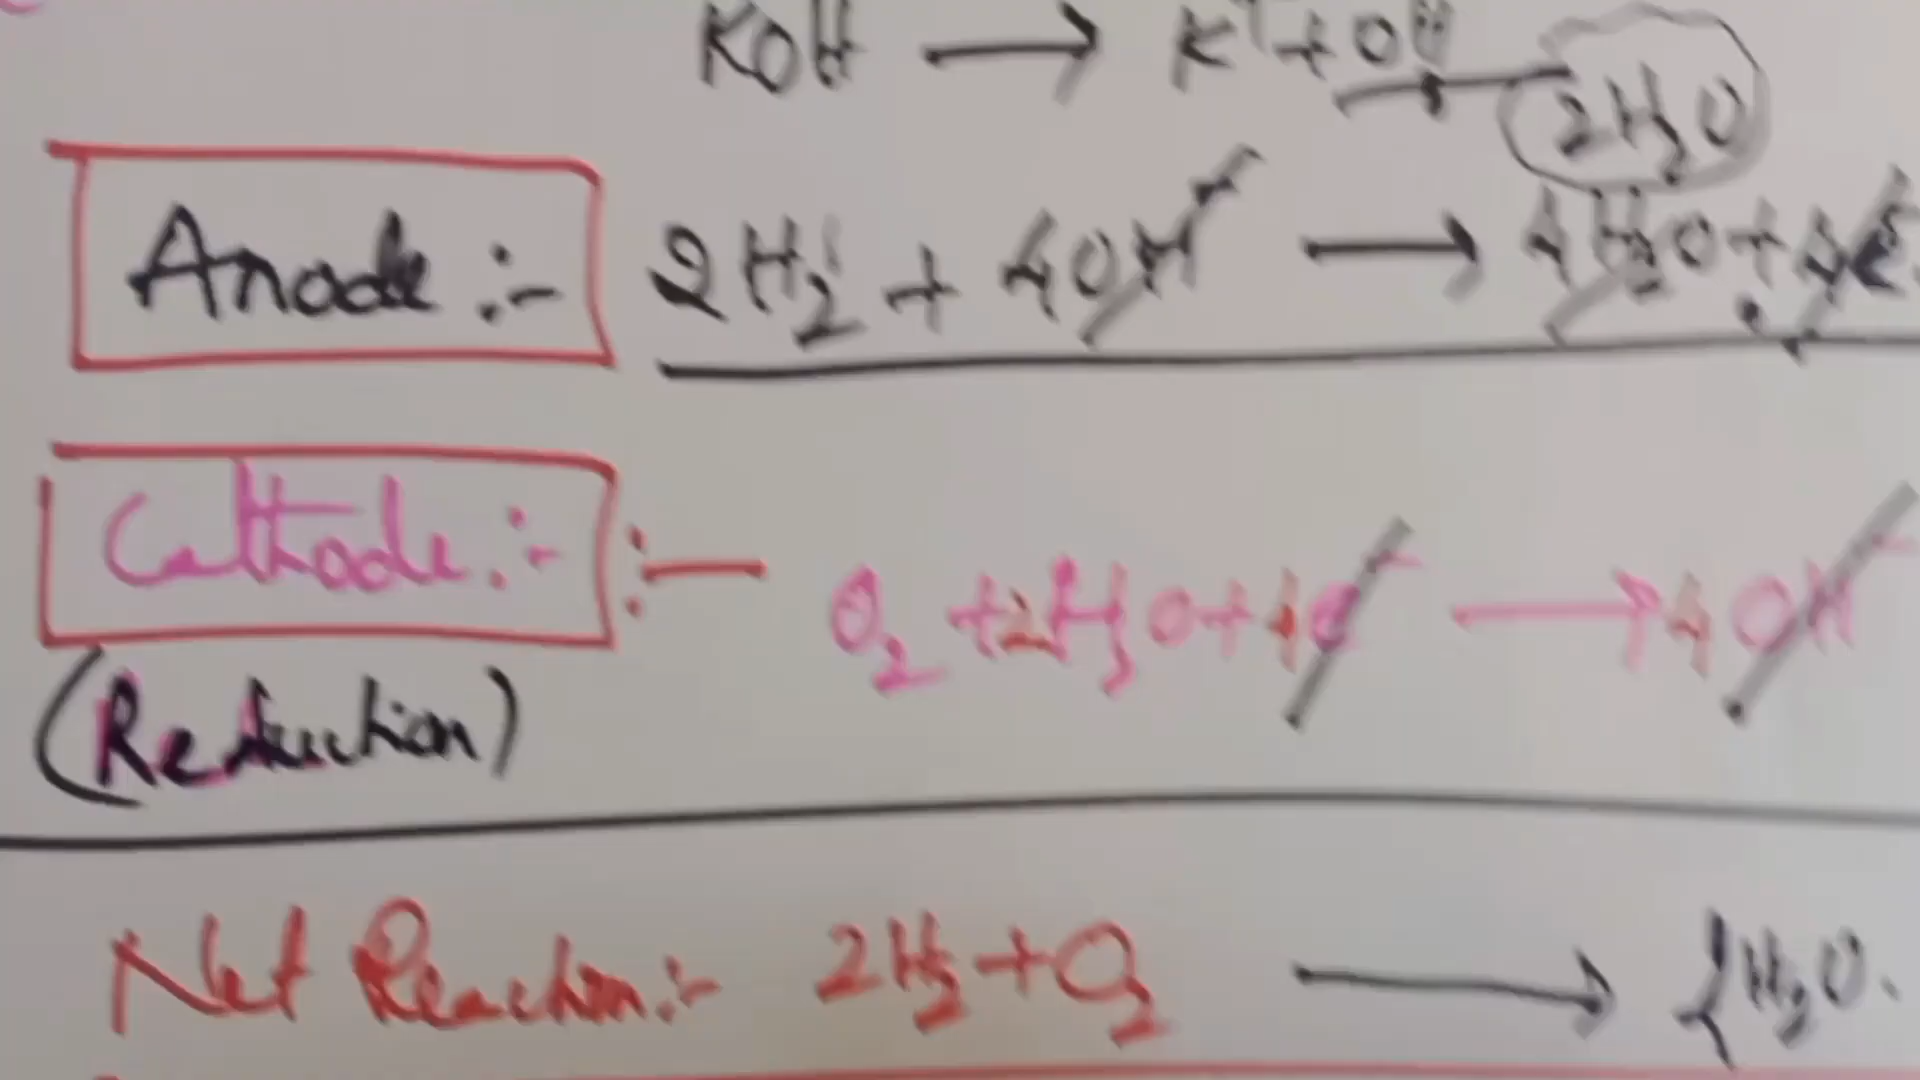 KOH → K⁺ + OH
2H₂O
Anode :- 2H₂ + 4OH⁻ → 4H₂O + 4e⁻
Cathode :- :— O₂ + 2H₂O + 4e⁻ → 4OH⁻
(Reduction)
Net Reaction :- 2H₂ + O₂ → 2H₂O.